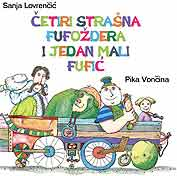 Sanja Lovrenčić
ČETIRI STRAŠNA
FUFOŽDERA
I JEDAN MALI
FUFIĆ
Pika Vončina